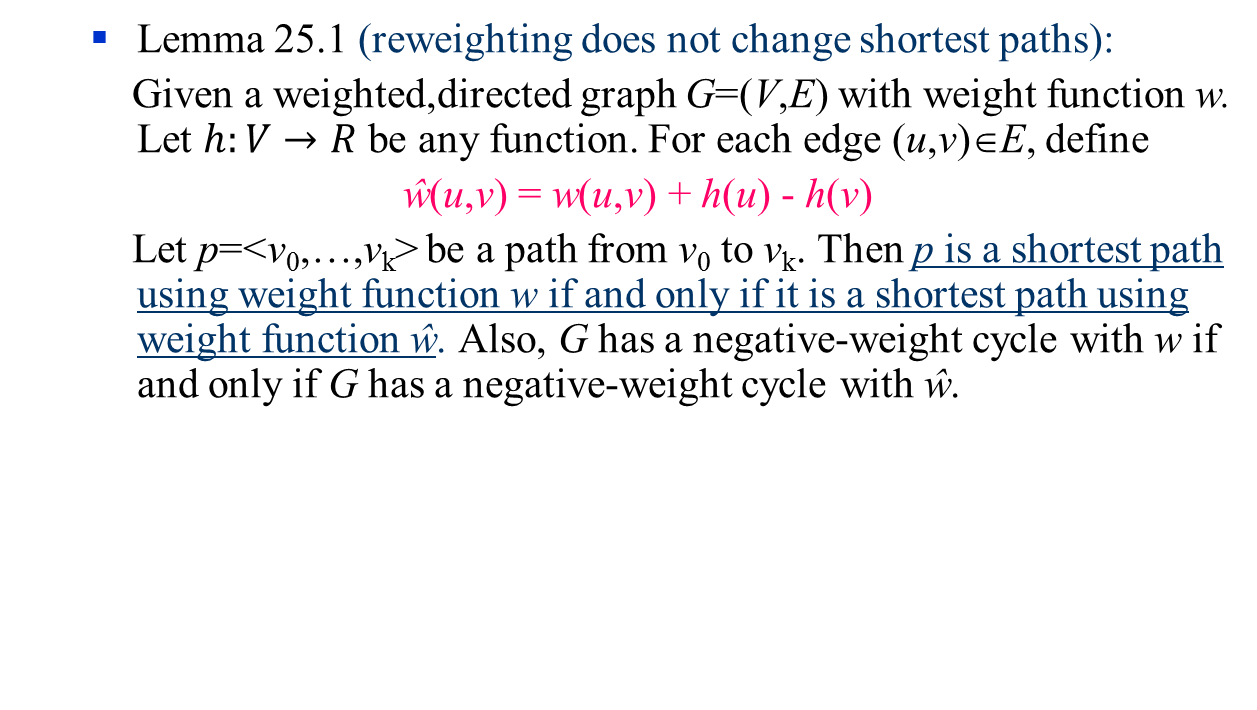 ▪ Lemma 25.1 (reweighting does not change shortest paths):
Given a weighted,directed graph G=(V,E) with weight function w.
Let h: V → R be any function. For each edge (u,v)∈E, define
ŵ(u,v) = w(u,v) + h(u) - h(v)
Let p=<v₀,…,vₖ> be a path from v₀ to vₖ. Then p is a shortest path
using weight function w if and only if it is a shortest path using
weight function ŵ. Also, G has a negative-weight cycle with w if
and only if G has a negative-weight cycle with ŵ.